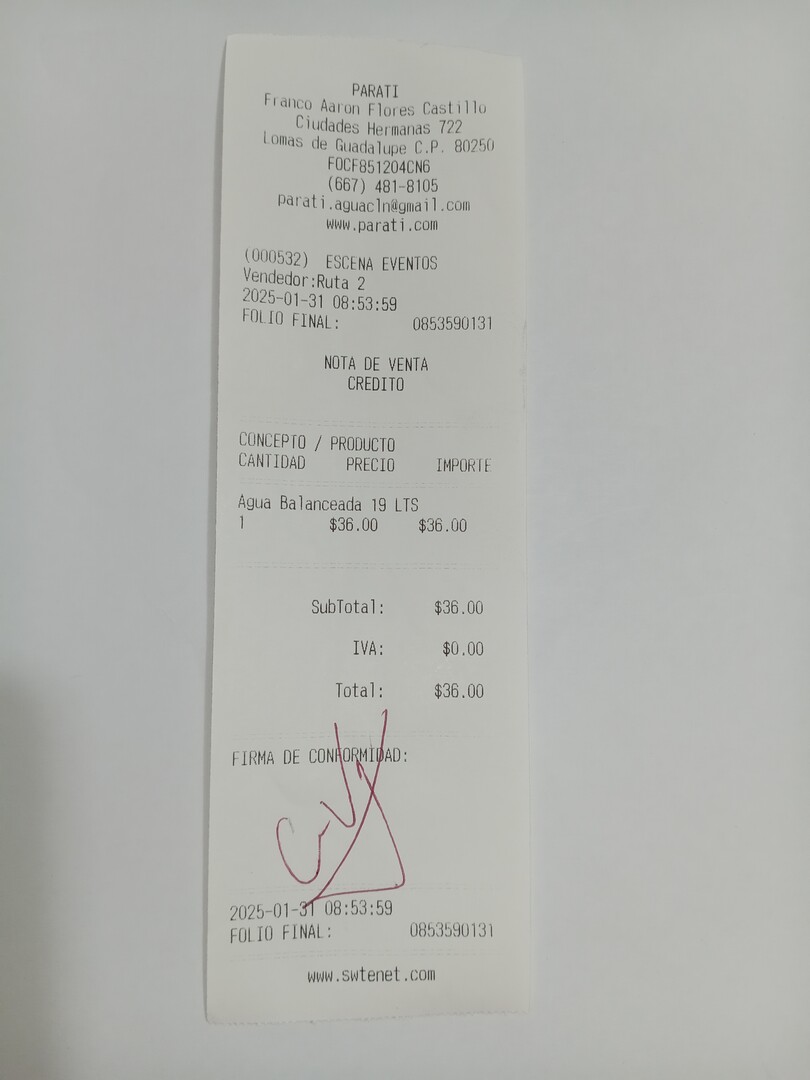 PARATI
Franco Aaron Flores Castillo
Ciudades Hermanas 722
Lomas de Guadalupe C.P. 80250
FOCF851204CN6
(667) 481-8105
parati.aguacln@gmail.com
www.parati.com
(000532) ESCENA EVENTOS
Vendedor:Ruta 2
2025-01-31 08:53:59
FOLIO FINAL: 0853590131
NOTA DE VENTA
CREDITO
CONCEPTO / PRODUCTO
CANTIDAD PRECIO IMPORTE
Agua Balanceada 19 LTS
1 $36.00 $36.00
SubTotal: $36.00
IVA: $0.00
Total: $36.00
FIRMA DE CONFORMIDAD:
2025-01-31 08:53:59
FOLIO FINAL: 0853590131
www.swtenet.com